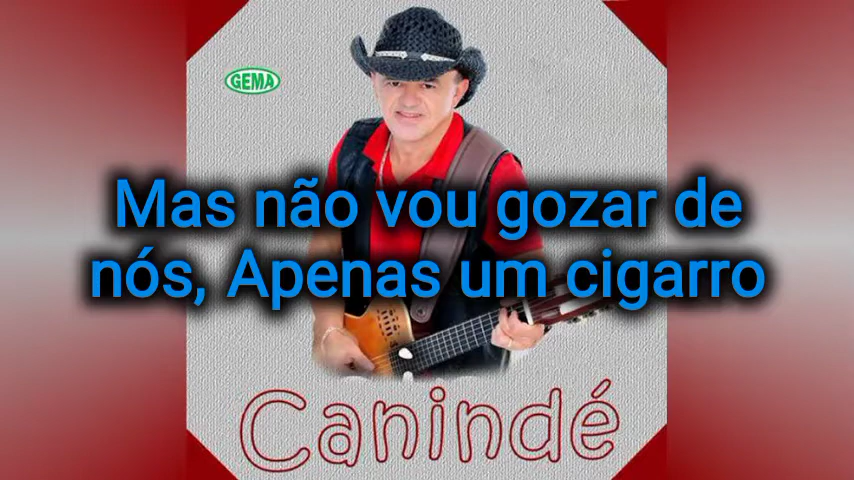 GEMA
Mas não vou gozar de
nós, Apenas um cigarro
Canindé